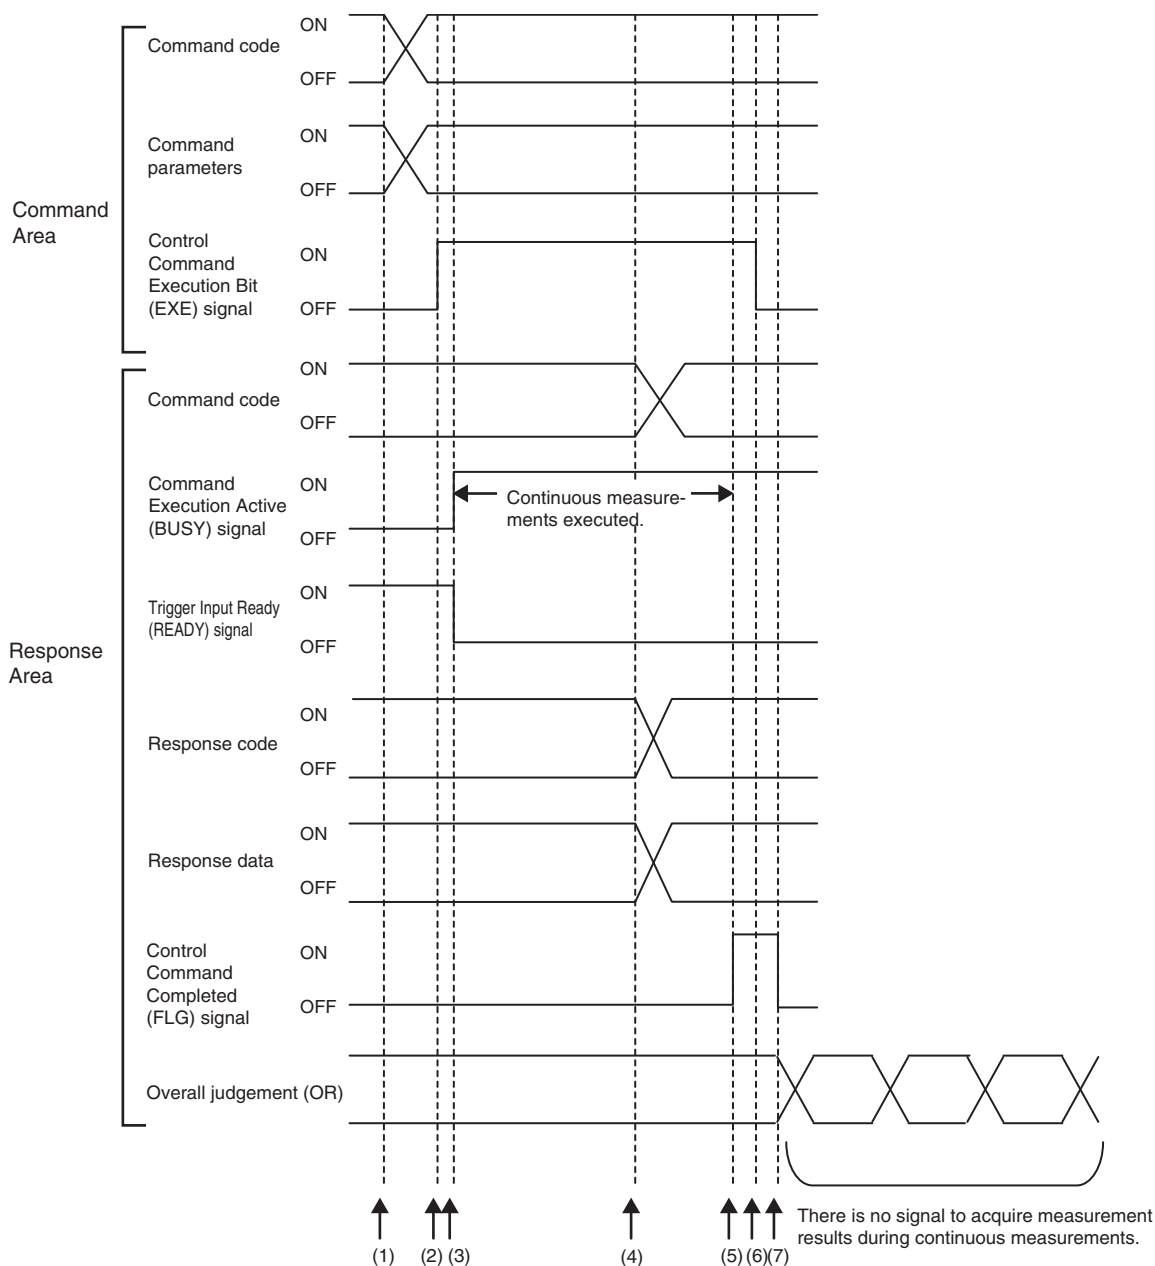 Command
Area
Command code
ON
OFF
Command
parameters
ON
OFF
Control
Command
Execution Bit
(EXE) signal
ON
OFF
Response
Area
Command code
ON
OFF
Command
Execution Active
(BUSY) signal
ON
OFF
Continuous measure-
ments executed.
Trigger Input Ready
(READY) signal
ON
OFF
Response code
ON
OFF
Response data
ON
OFF
Control
Command
Completed
(FLG) signal
ON
OFF
Overall judgement (OR)
(1) (2) (3) (4) (5) (6) (7)
There is no signal to acquire measurement
results during continuous measurements.